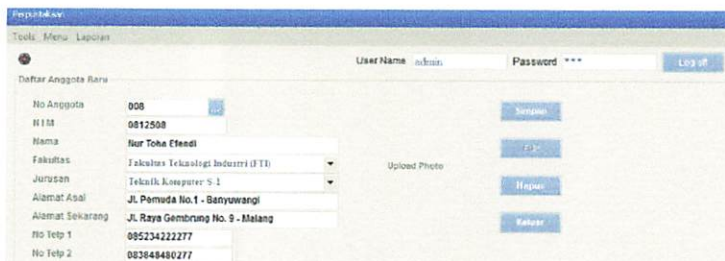 Perpustakaan
Tools Menu Laporan
User Name admin Password *** Log off
Daftar Anggota Baru
No Anggota 008 ...
N I M 0812508
Nama Nur Toha Efendi
Fakultas Fakultas Teknologi Industri (FTI)
Jurusan Teknik Komputer S-1
Alamat Asal Jl. Pemuda No.1 - Banyuwangi
Alamat Sekarang Jl. Raya Gembrung No. 9 - Malang
No Telp 1 085234222277
No Telp 2 083848480277
Upload Photo
Simpan
Edit
Hapus
Keluar